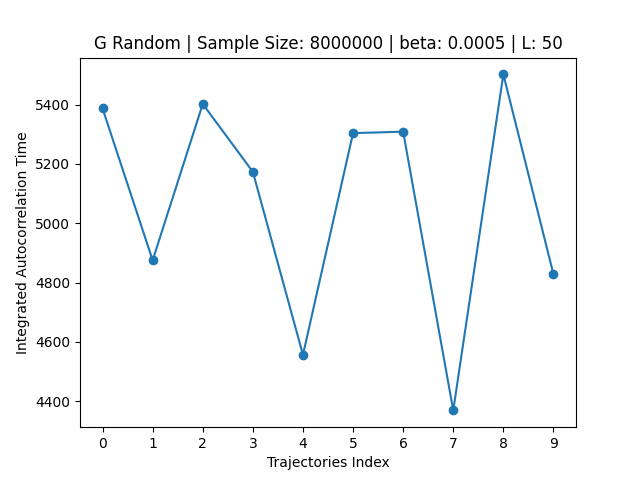 G Random | Sample Size: 8000000 | beta: 0.0005 | L: 50
Integrated Autocorrelation Time
5400
5200
5000
4800
4600
4400
0 1 2 3 4 5 6 7 8 9
Trajectories Index